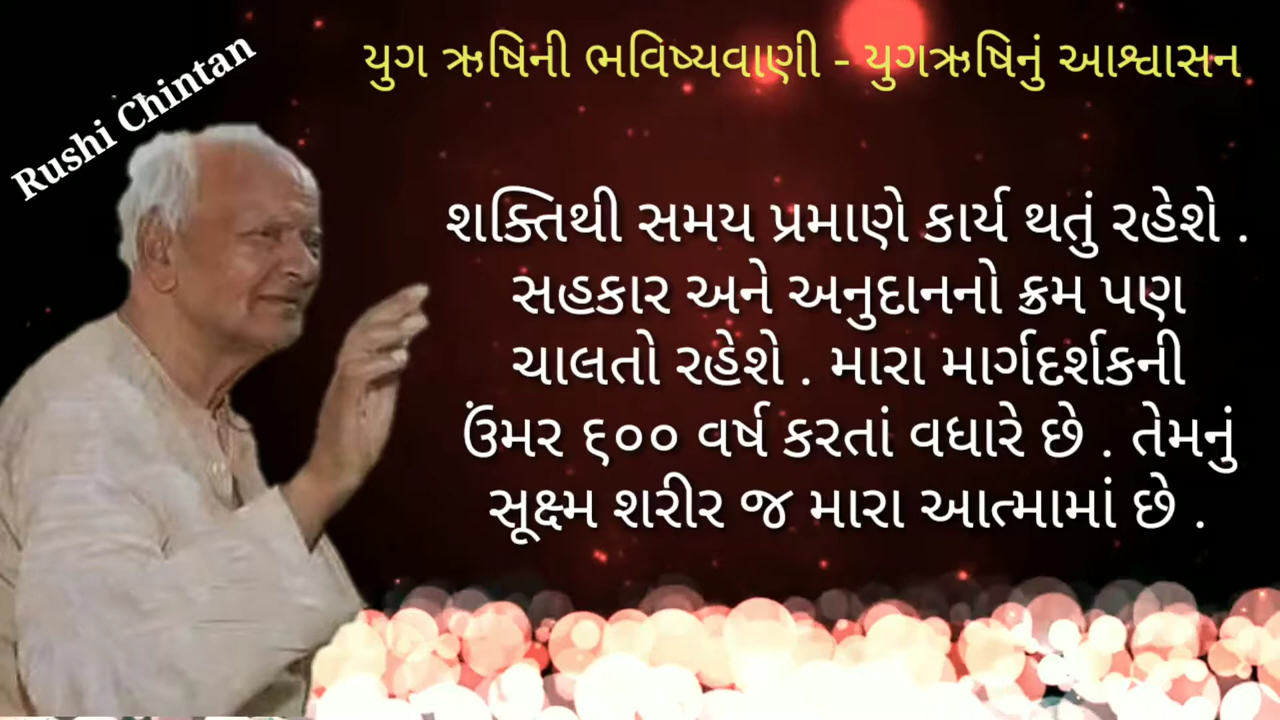 Rushi Chintan
યુગ ઋષિની ભવિષ્યવાણી - યુગઋષિનું આશ્વાસન
શક્તિથી સમય પ્રમાણે કાર્ય થતું રહેશે .
સહકાર અને અનુદાનનો ક્રમ પણ
ચાલતો રહેશે . મારા માર્ગદર્શકની
ઉંમર ૬૦૦ વર્ષ કરતાં વધારે છે . તેમનું
સૂક્ષ્મ શરીર જ મારા આત્મામાં છે .